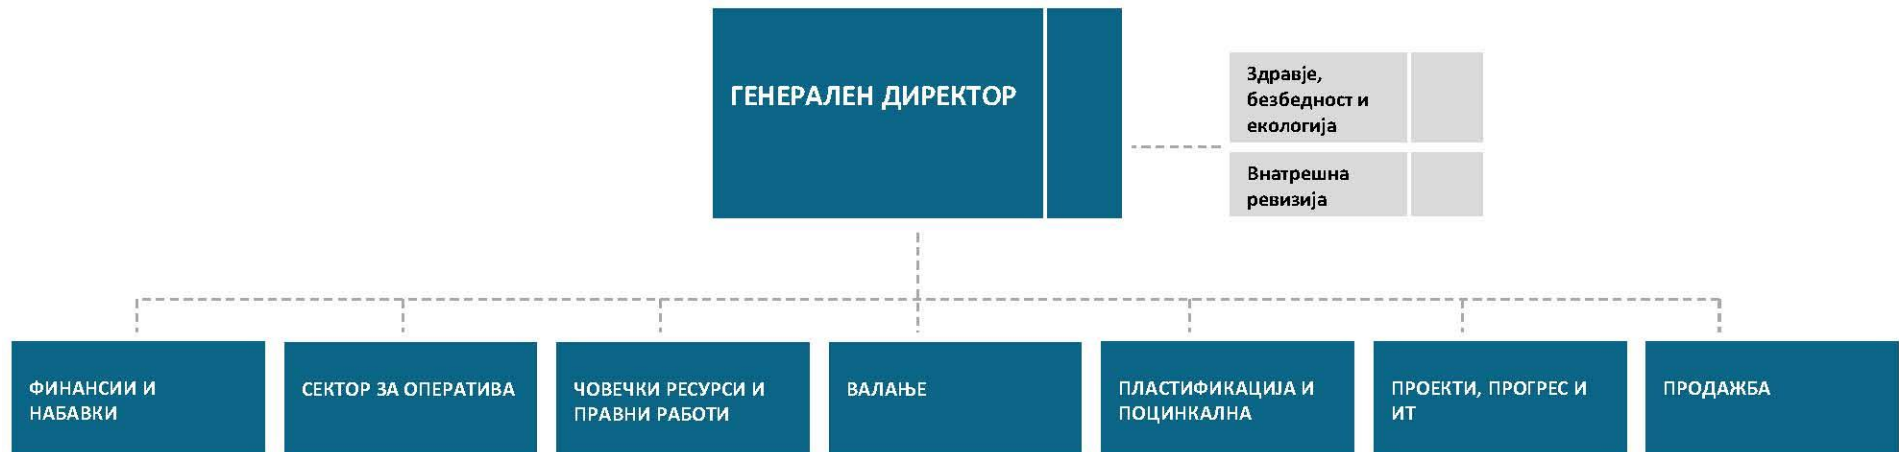 ГЕНЕРАЛЕН ДИРЕКТОР
Здравје,
безбедност и
екологија
Внатрешна
ревизија
ФИНАНСИИ И
НАБАВКИ
СЕКТОР ЗА ОПЕРАТИВА
ЧОВЕЧКИ РЕСУРСИ И
ПРАВНИ РАБОТИ
ВАЛАЊЕ
ПЛАСТИФИКАЦИЈА И
ПОЦИНКАЛНА
ПРОЕКТИ, ПРОГРЕС И
ИТ
ПРОДАЖБА